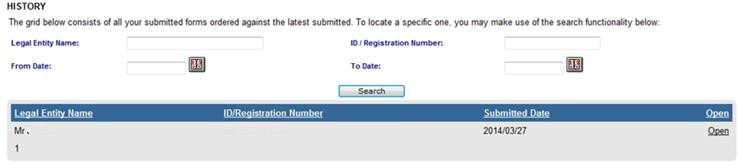 HISTORY
The grid below consists of all your submitted forms ordered against the latest submitted. To locate a specific one, you may make use of the search functionality below:
Legal Entity Name: ID / Registration Number:
From Date: To Date:
Search
Legal Entity Name ID/Registration Number Submitted Date Open
Mr 2014/03/27 Open
1